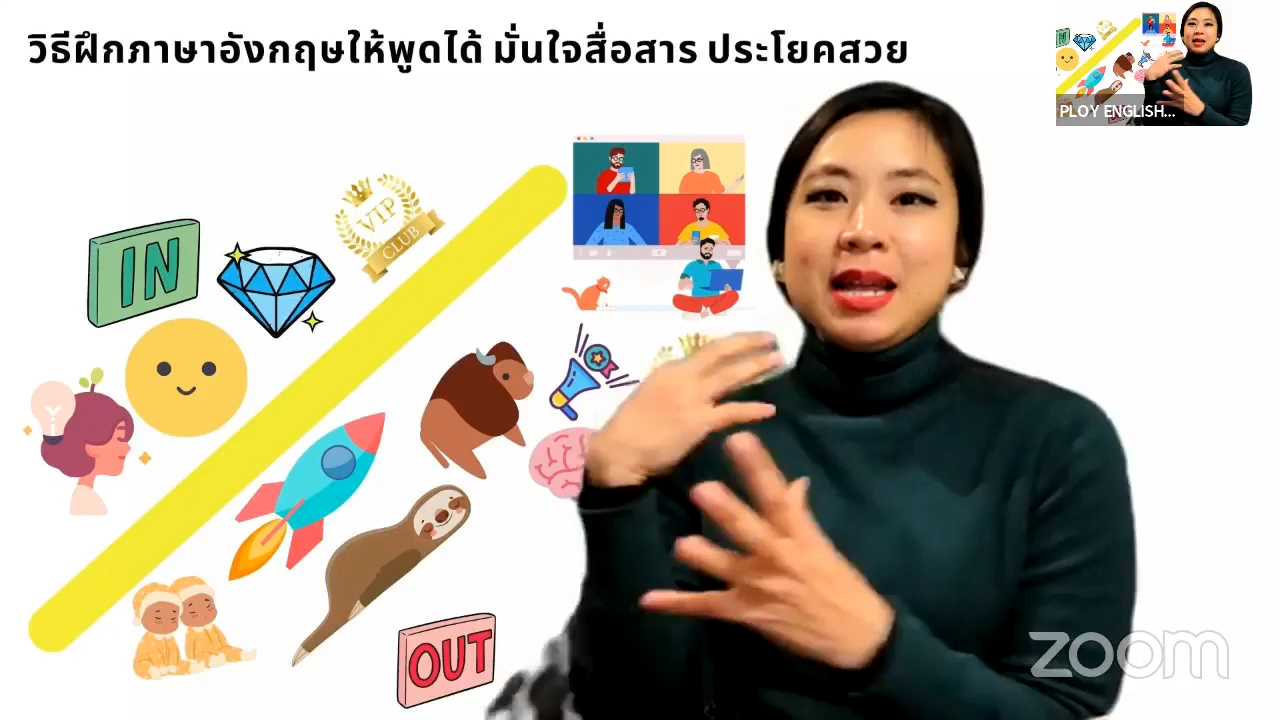 วิธีฝึกภาษาอังกฤษให้พูดได้ มั่นใจสื่อสาร ประโยคสวย
PLOY ENGLISH...
VIP
CLUB
IN
OUT
zoom